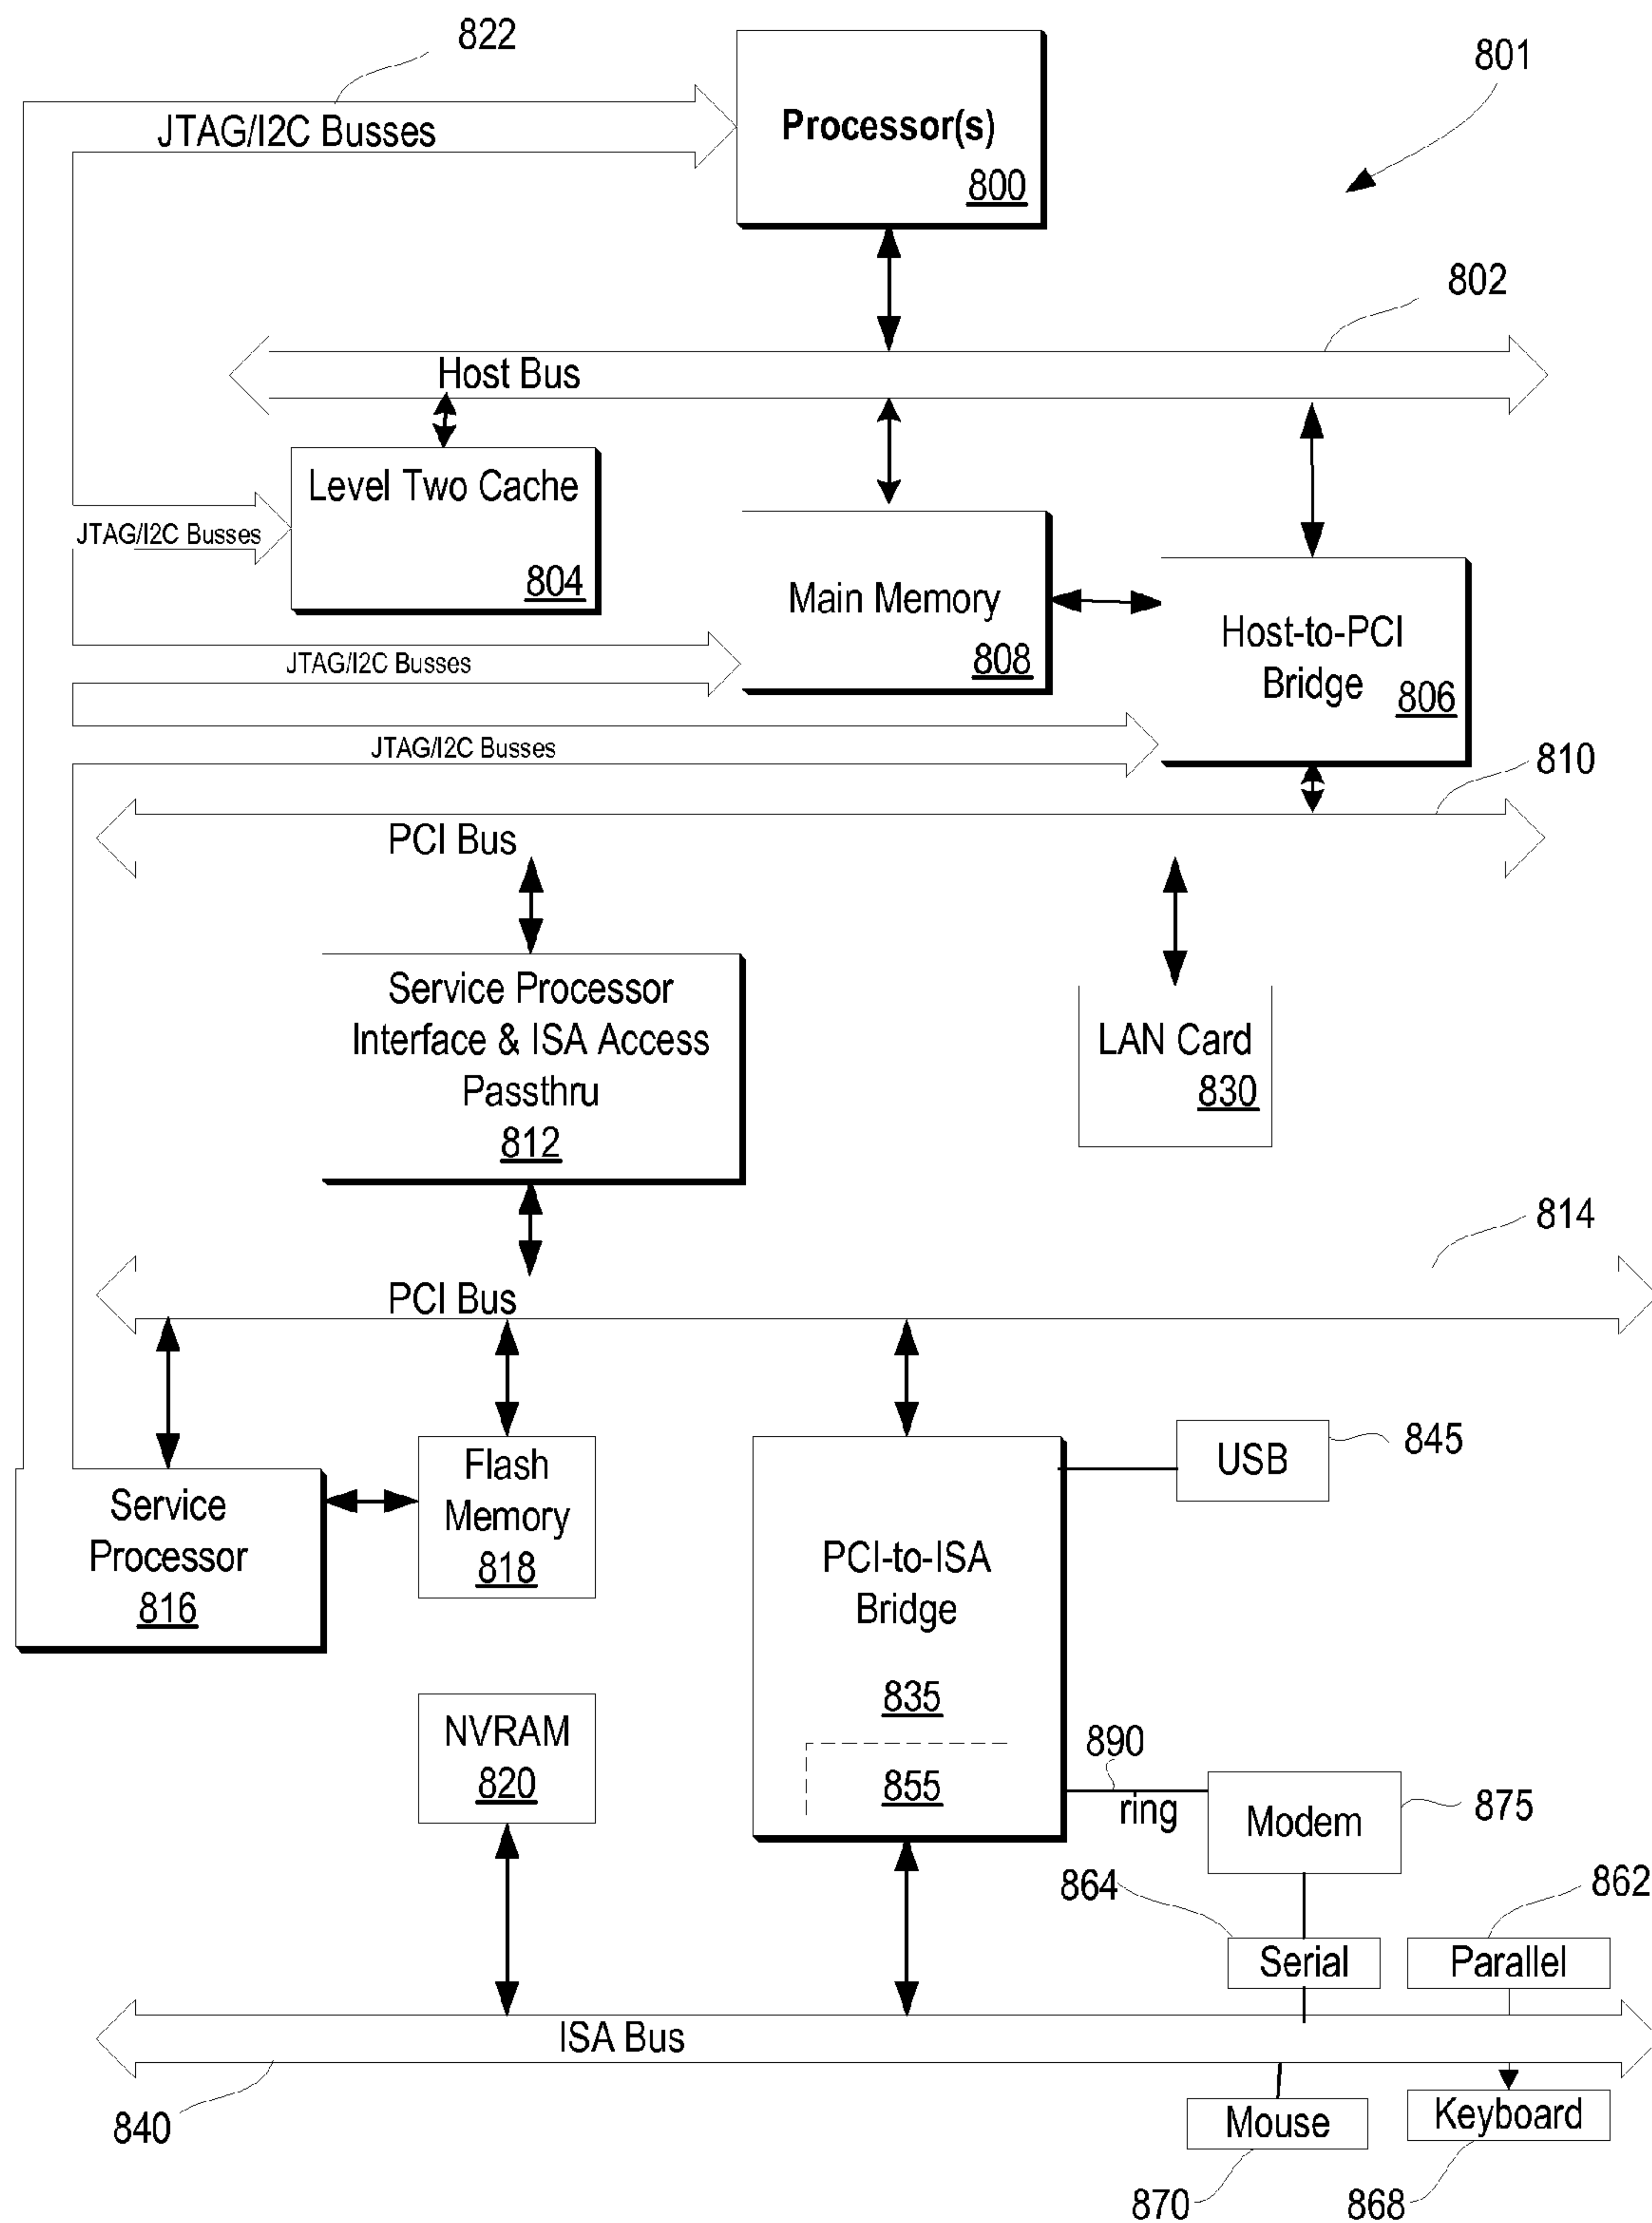 822
801
JTAG/I2C Busses
Processor(s)
800
802
Host Bus
Level Two Cache
804
JTAG/I2C Busses
Main Memory
808
Host-to-PCI
Bridge
806
JTAG/I2C Busses
JTAG/I2C Busses
810
PCI Bus
Service Processor
Interface & ISA Access
Passthru
812
LAN Card
830
814
PCI Bus
Service
Processor
816
Flash
Memory
818
USB
845
PCI-to-ISA
Bridge
835
855
NVRAM
820
890
ring
Modem
875
864
862
Serial
Parallel
ISA Bus
840
Mouse
Keyboard
870
868